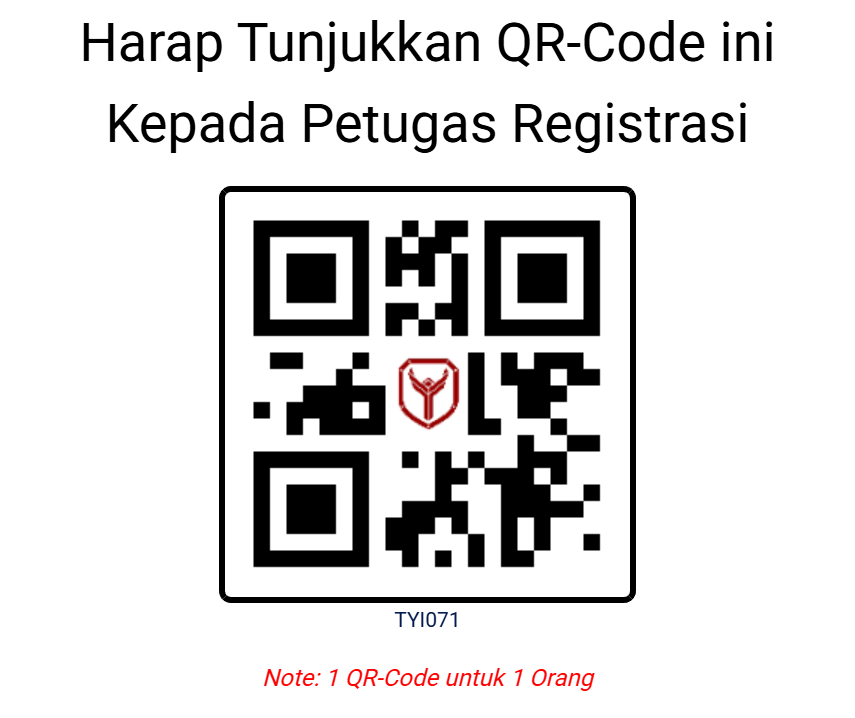 Harap Tunjukkan QR-Code ini
Kepada Petugas Registrasi
TYI071
Note: 1 QR-Code untuk 1 Orang